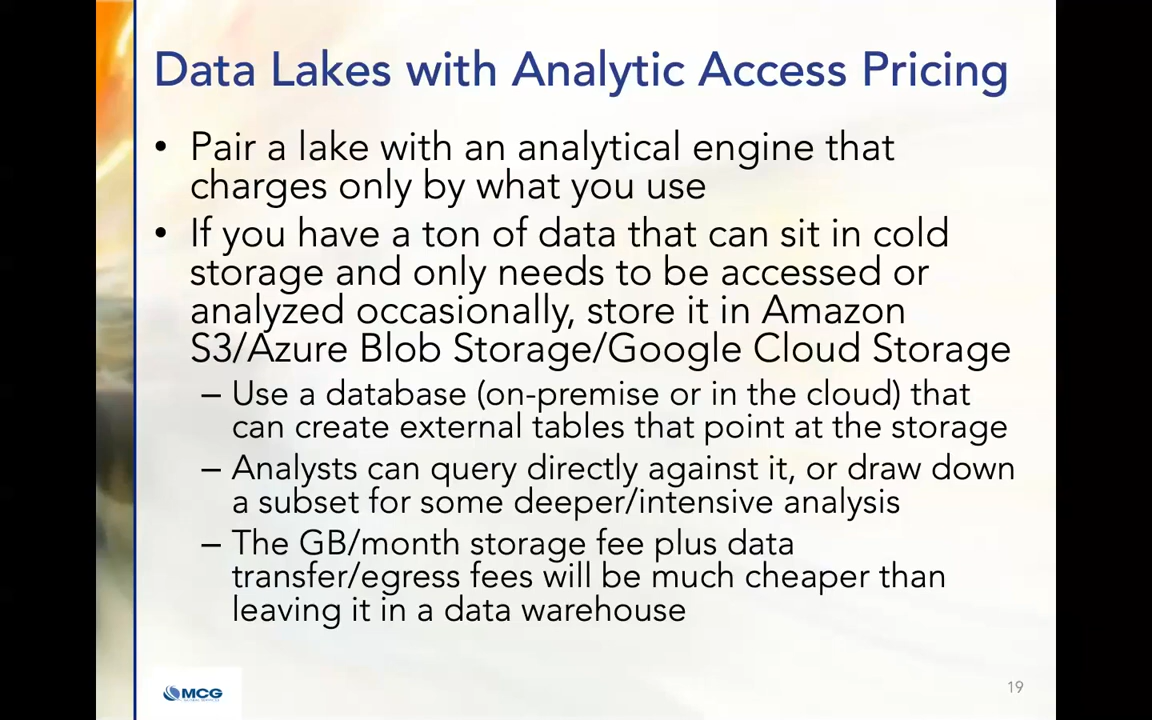 Data Lakes with Analytic Access Pricing
• Pair a lake with an analytical engine that
charges only by what you use
• If you have a ton of data that can sit in cold
storage and only needs to be accessed or
analyzed occasionally, store it in Amazon
S3/Azure Blob Storage/Google Cloud Storage
– Use a database (on-premise or in the cloud) that
can create external tables that point at the storage
– Analysts can query directly against it, or draw down
a subset for some deeper/intensive analysis
– The GB/month storage fee plus data
transfer/egress fees will be much cheaper than
leaving it in a data warehouse
MCG
19